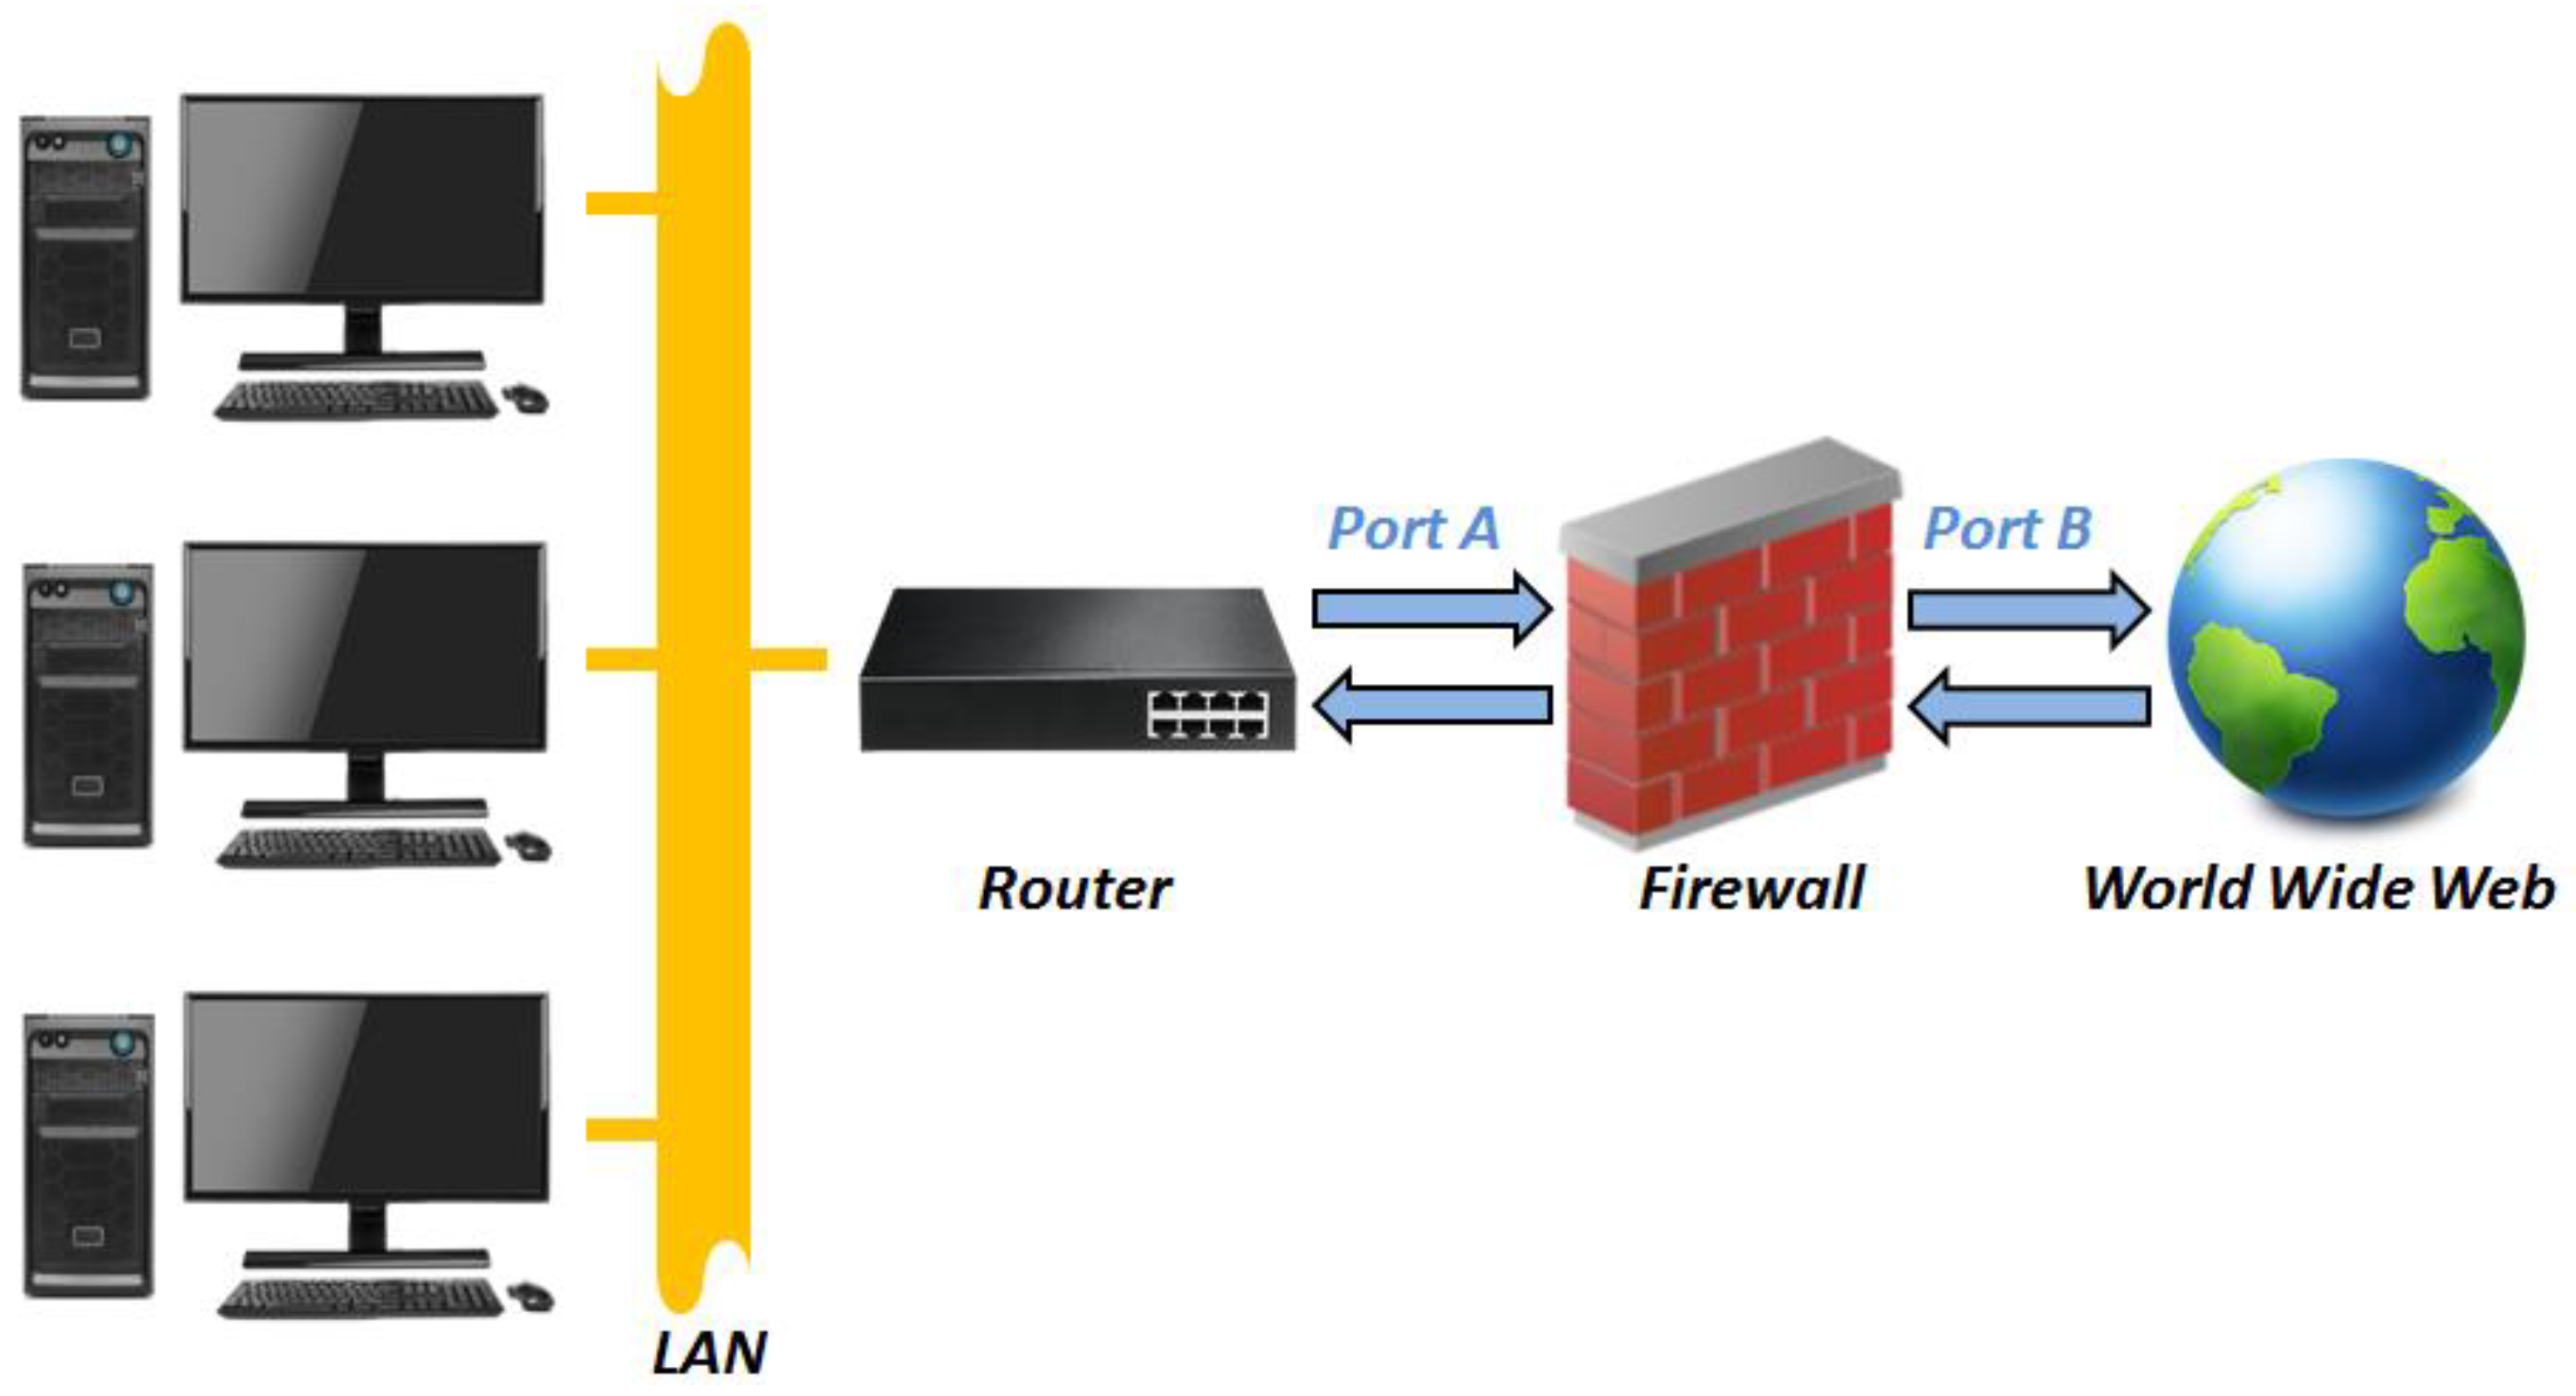 Port A
Port B
Router
Firewall
World Wide Web
LAN